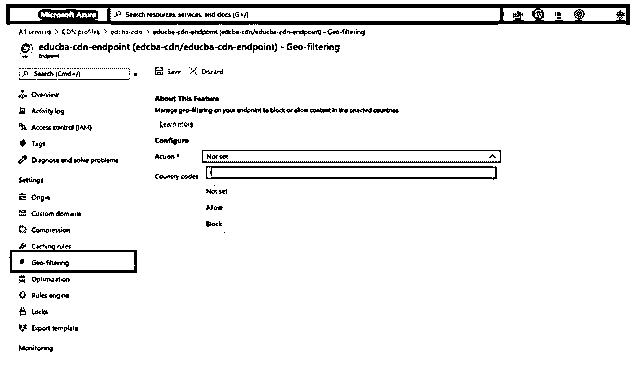 Microsoft Azure
Search resources, services, and docs (G+/)
All services > CDN profiles > edcba-cdn > educba-cdn-endpoint (edcba-cdn/educba-cdn-endpoint) - Geo-filtering
educba-cdn-endpoint (edcba-cdn/educba-cdn-endpoint) - Geo-filtering
Endpoint
Search (Cmd+/)
Save
Discard
Overview
Activity log
Access control (IAM)
Tags
Diagnose and solve problems
Settings
Origin
Custom domains
Compression
Caching rules
Geo-filtering
Optimization
Rules engine
Locks
Export template
Monitoring
About This Feature
Manage geo-filtering on your endpoint to block or allow content in the selected countries.
Learn more
Configure
Action *
Not set
Country codes
Not set
Allow
Block